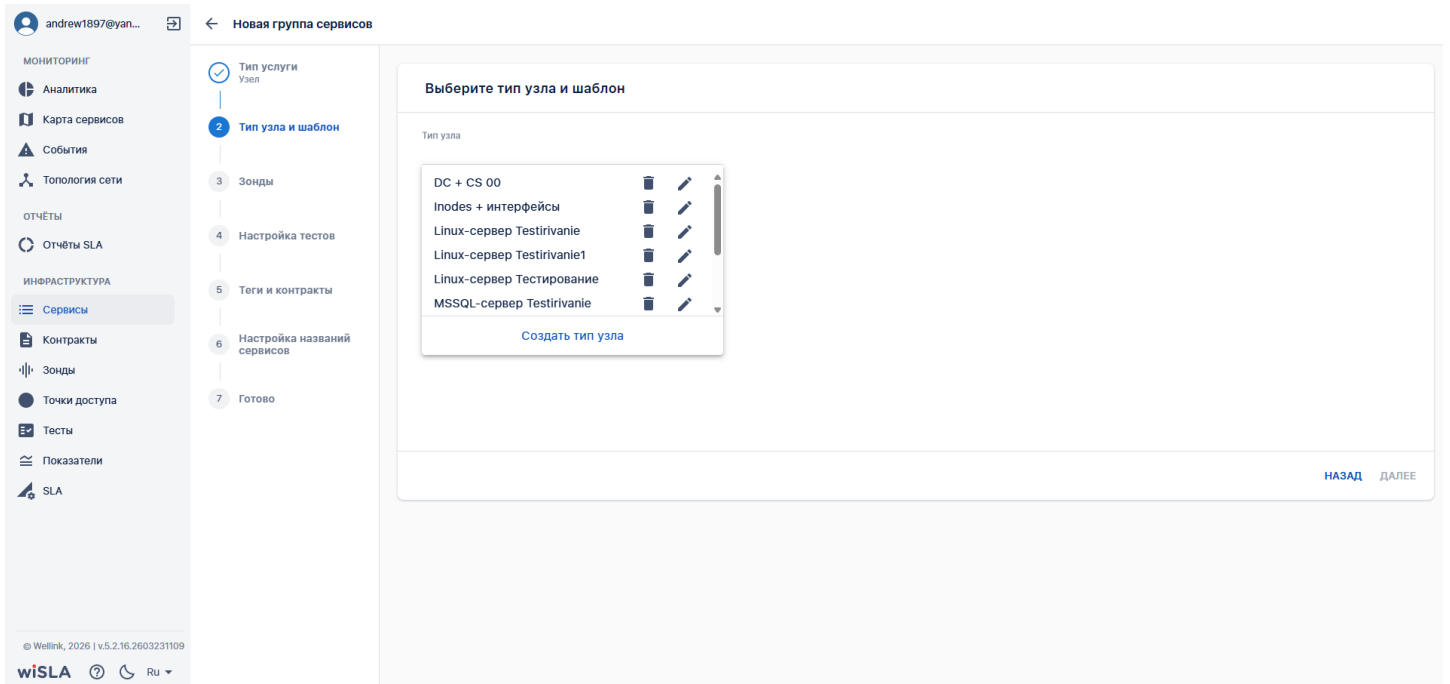 andrew1897@yan...
МОНИТОРИНГ
Аналитика
Карта сервисов
События
Топология сети
ОТЧЁТЫ
Отчёты SLA
ИНФРАСТРУКТУРА
Сервисы
Контракты
Зонды
Точки доступа
Тесты
Показатели
SLA
© Wellink, 2026 | v.5.2.16.2603231109
wiSLA
Ru
Новая группа сервисов
Тип услуги
Узел
2 Тип узла и шаблон
3 Зонды
4 Настройка тестов
5 Теги и контракты
6 Настройка названий
сервисов
7 Готово
Выберите тип узла и шаблон
Тип узла
DC + CS 00
Inodes + интерфейсы
Linux-сервер Testirivanie
Linux-сервер Testirivanie1
Linux-сервер Тестирование
MSSQL-сервер Testirivanie
Создать тип узла
НАЗАД ДАЛЕЕ